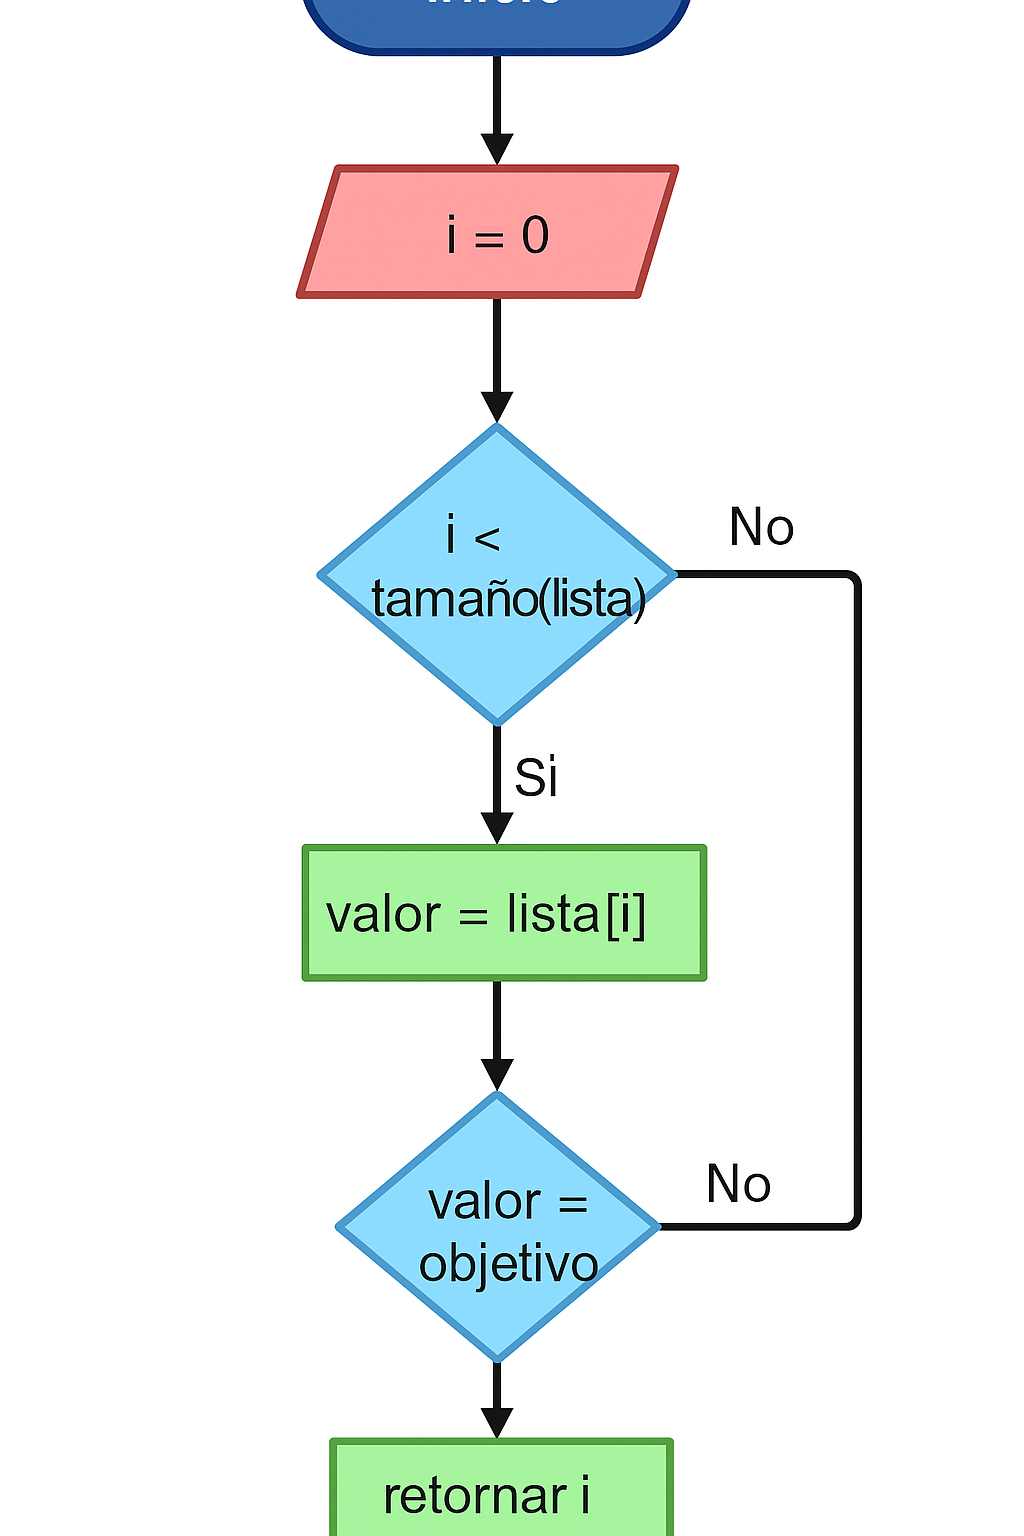 i = 0
i <
tamaño(lista)
No
Si
valor = lista[i]
valor =
objetivo
No
retornar i